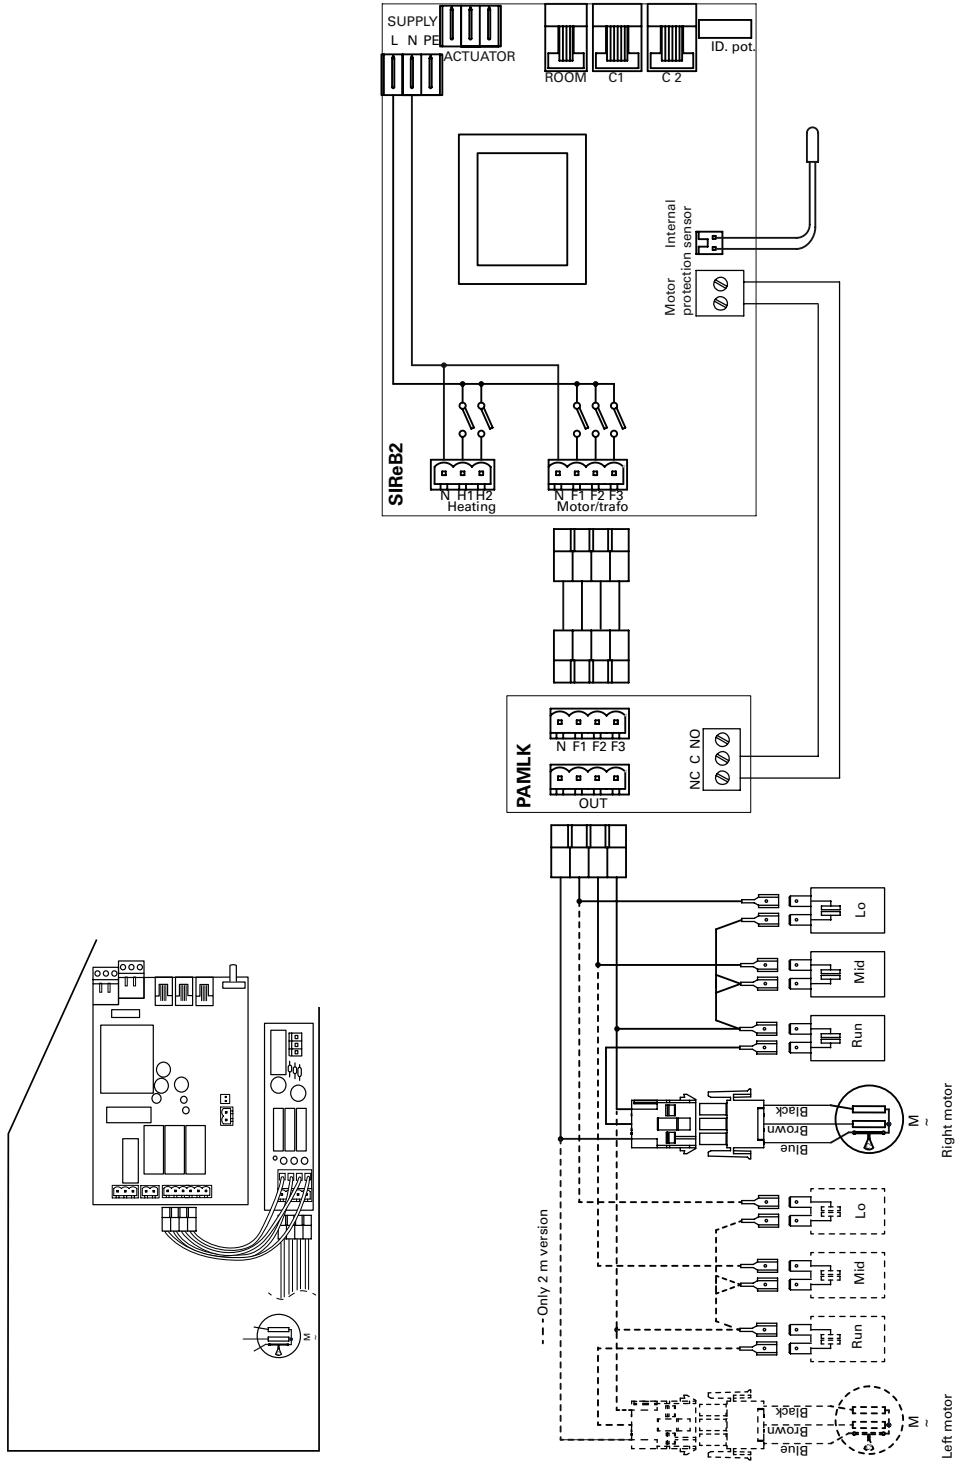 SUPPLY
L N PE
ACTUATOR
ROOM
C1
C 2
ID. pot.
Internal
protection sensor
Motor
SIReB2
N H1 H2
Heating
N F1 F2 F3
Motor/trafo
PAMLK
N F1 F2 F3
OUT
NC C NO
Lo
Mid
Run
Black
Brown
Blue
M
~
Right motor
Only 2 m version
Lo
Mid
Run
Black
Brown
Blue
M
~
Left motor
M
~